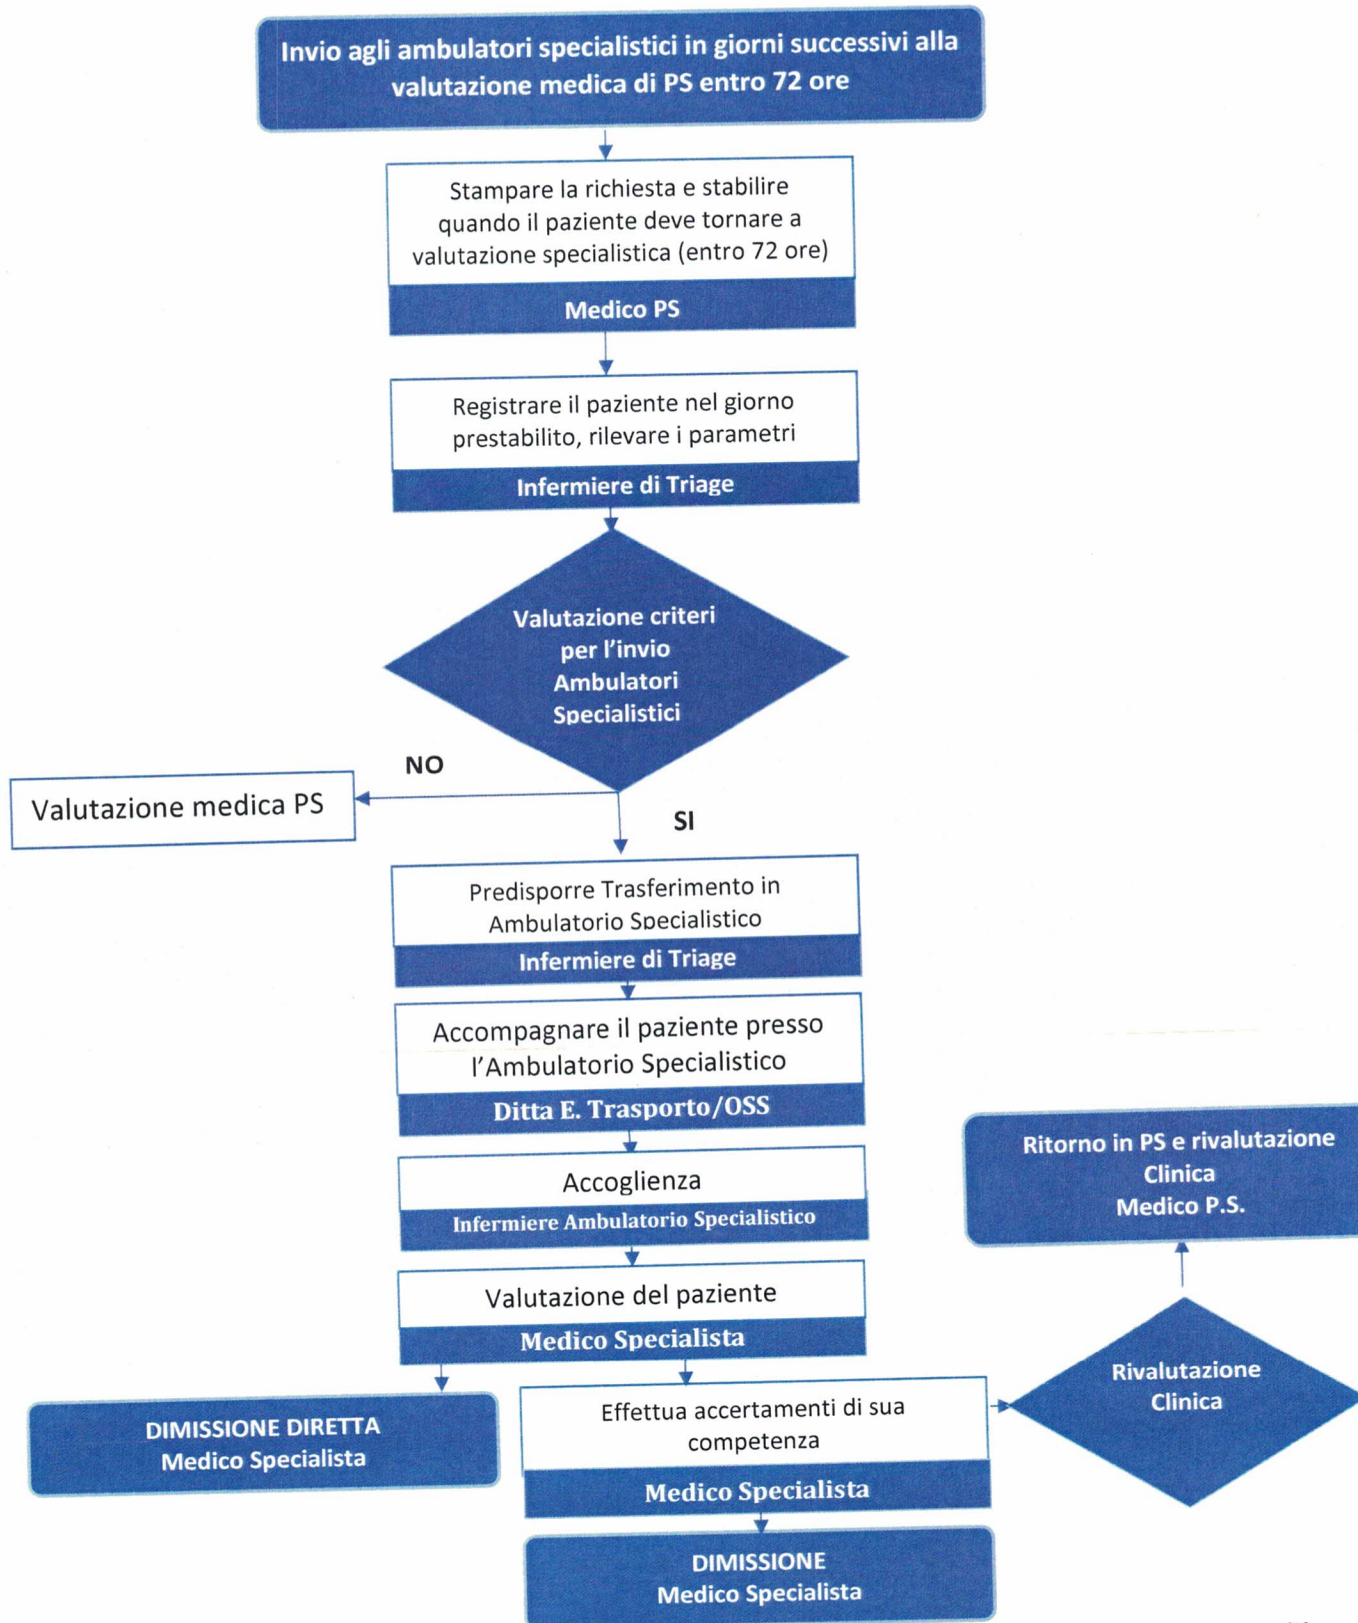 Invio agli ambulatori specialistici in giorni successivi alla
valutazione medica di PS entro 72 ore
Stampare la richiesta e stabilire
quando il paziente deve tornare a
valutazione specialistica (entro 72 ore)
Medico PS
Registrare il paziente nel giorno
prestabilito, rilevare i parametri
Infermiere di Triage
Valutazione criteri
per l'invio
Ambulatori
Specialistici
NO
Valutazione medica PS
SI
Predisporre Trasferimento in
Ambulatorio Specialistico
Infermiere di Triage
Accompagnare il paziente presso
l'Ambulatorio Specialistico
Ditta E. Trasporto/OSS
Accoglienza
Infermiere Ambulatorio Specialistico
Ritorno in PS e rivalutazione
Clinica
Medico P.S.
Valutazione del paziente
Medico Specialista
Rivalutazione
Clinica
DIMISSIONE DIRETTA
Medico Specialista
Effettua accertamenti di sua
competenza
Medico Specialista
DIMISSIONE
Medico Specialista